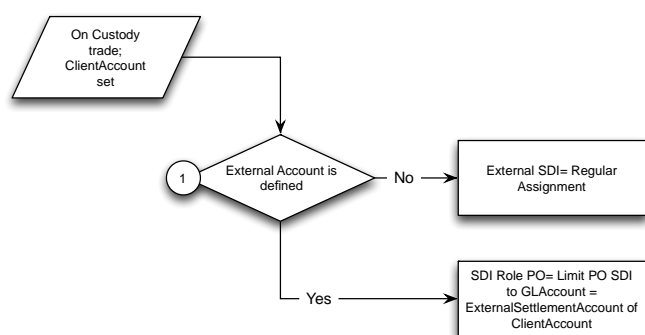 On Custody
trade;
ClientAccount
set
1
External Account is
defined
No
External SDI= Regular
Assignment
Yes
SDI Role PO= Limit PO SDI
to GLAccount =
ExternalSettlementAccount of
ClientAccount